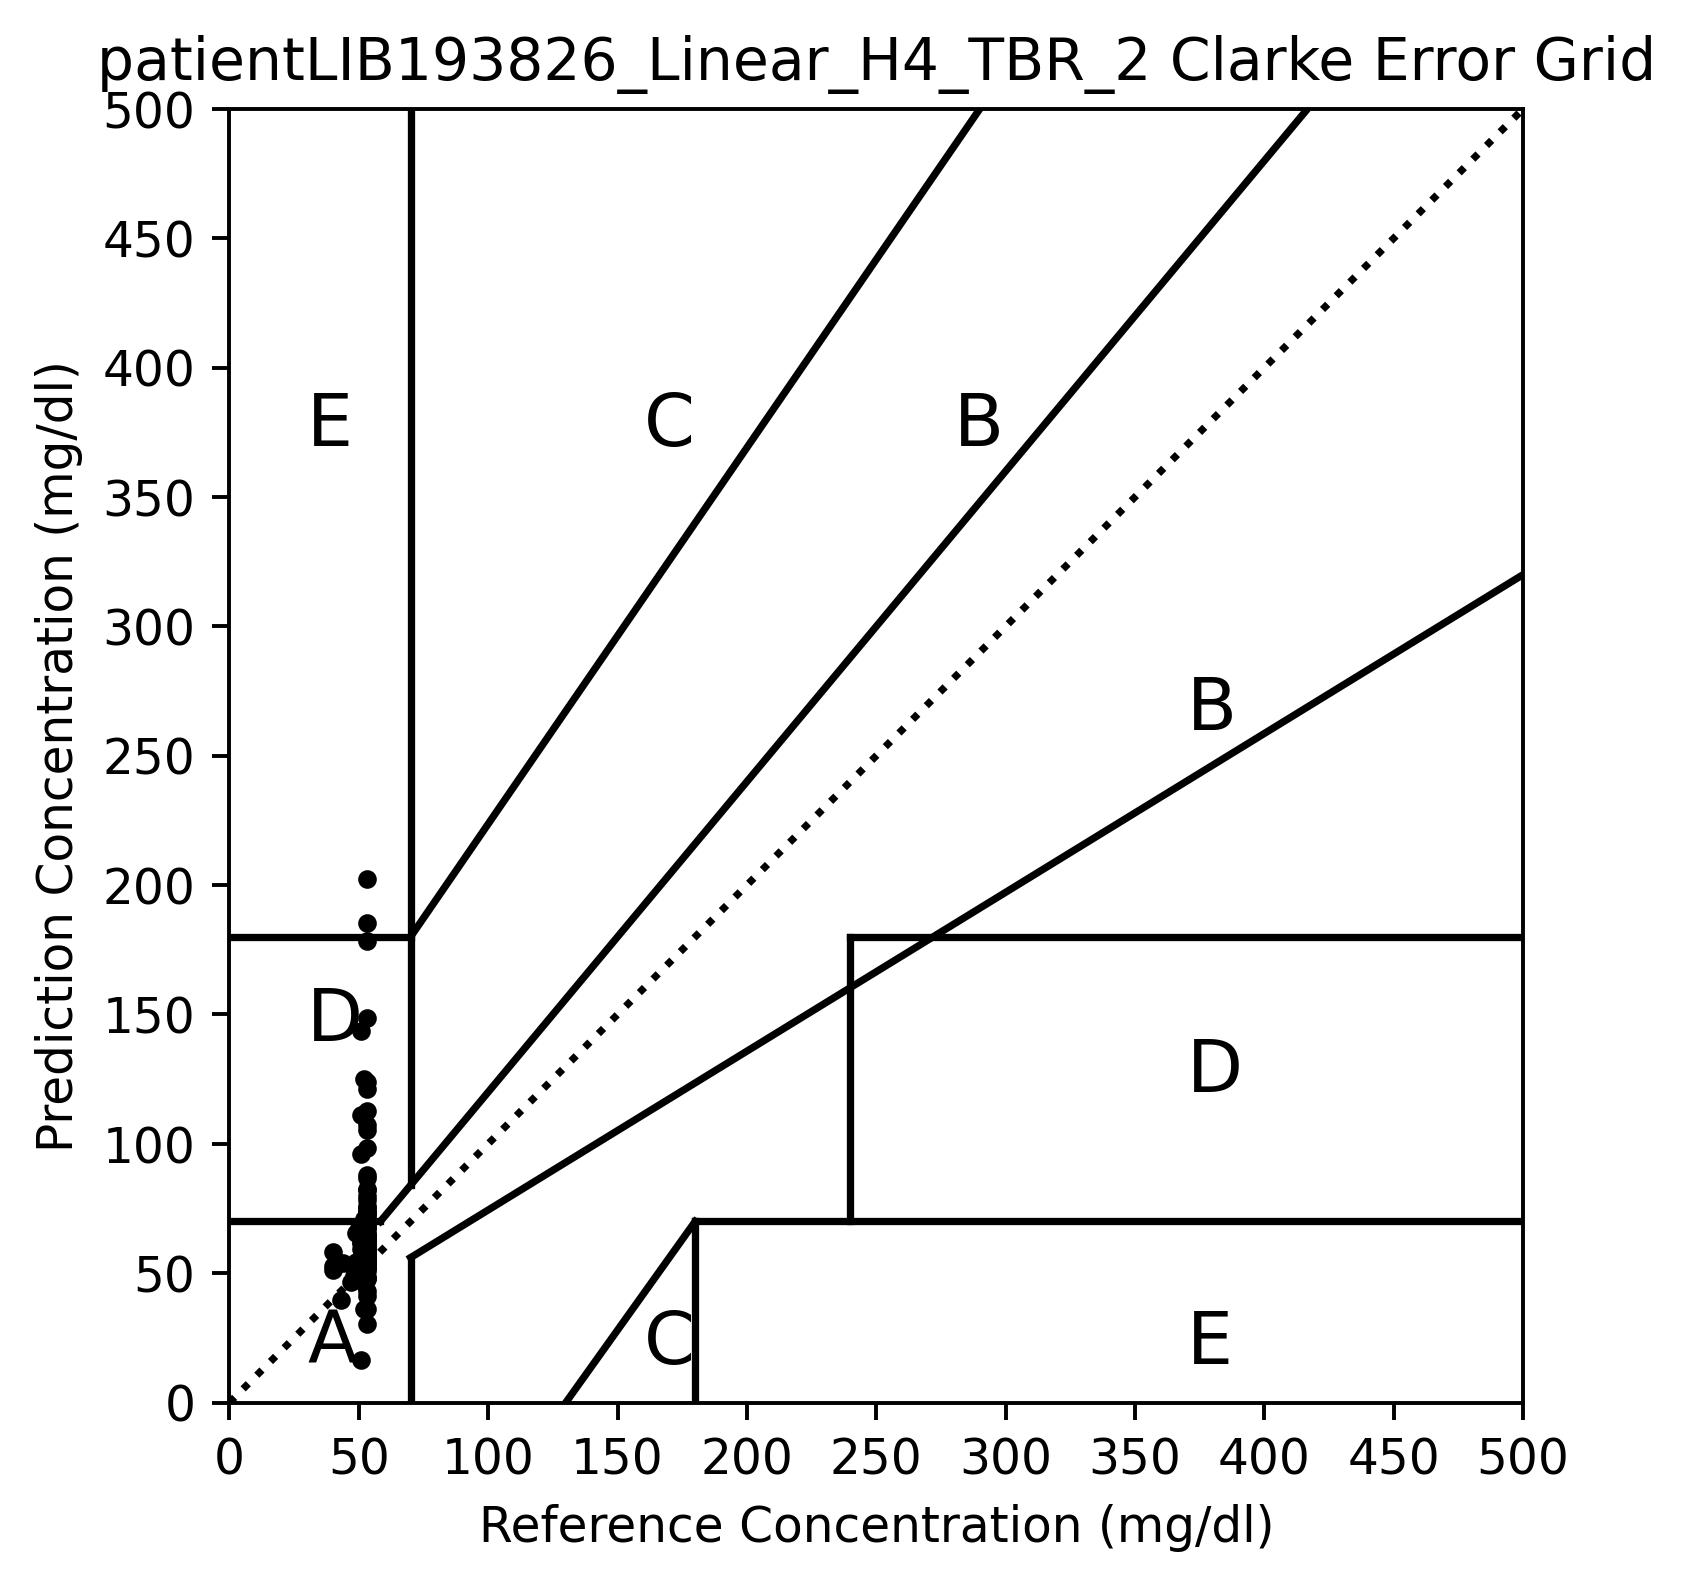 patientLIB193826_Linear_H4_TBR_2 Clarke Error Grid
500
450
400
350
300
250
200
150
100
50
0
Prediction Concentration (mg/dl)
E
C
B
B
D
D
A
C
E
0 50 100 150 200 250 300 350 400 450 500
Reference Concentration (mg/dl)